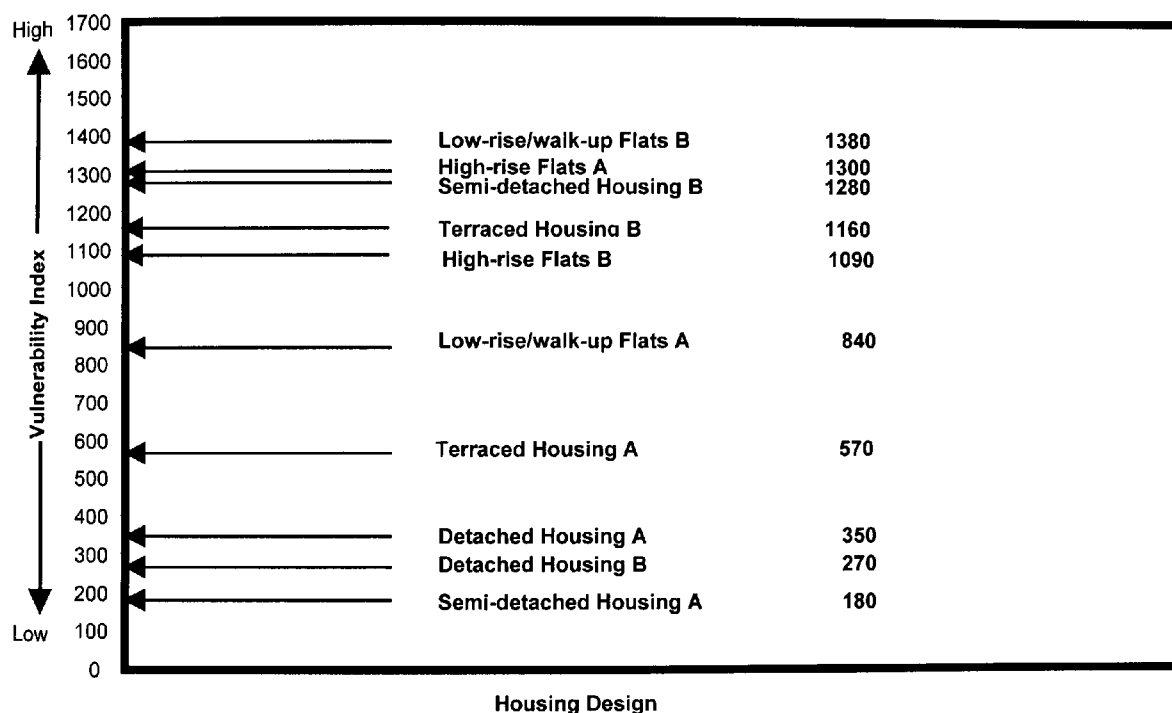 High
1700
1600
1500
1400
1300
1200
1100
1000
900
800
700
600
500
400
300
200
100
0
Low
Vulnerability Index
Low-rise/walk-up Flats B 1380
High-rise Flats A 1300
Semi-detached Housing B 1280
Terraced Housing B 1160
High-rise Flats B 1090
Low-rise/walk-up Flats A 840
Terraced Housing A 570
Detached Housing A 350
Detached Housing B 270
Semi-detached Housing A 180
Housing Design